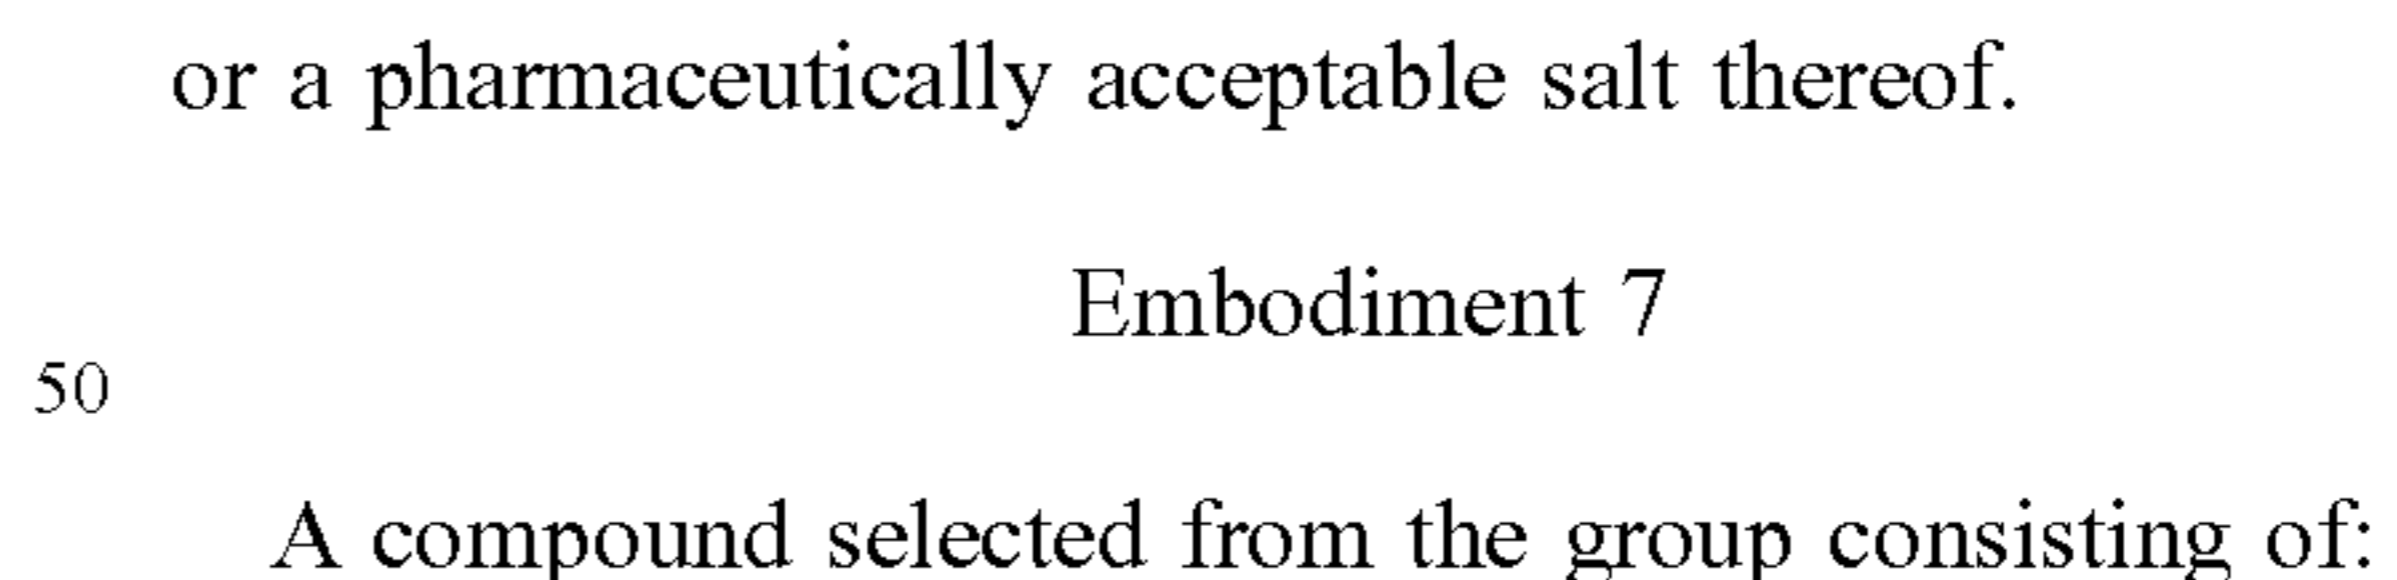 or a pharmaceutically acceptable salt thereof.
Embodiment 7
50
A compound selected from the group consisting of: